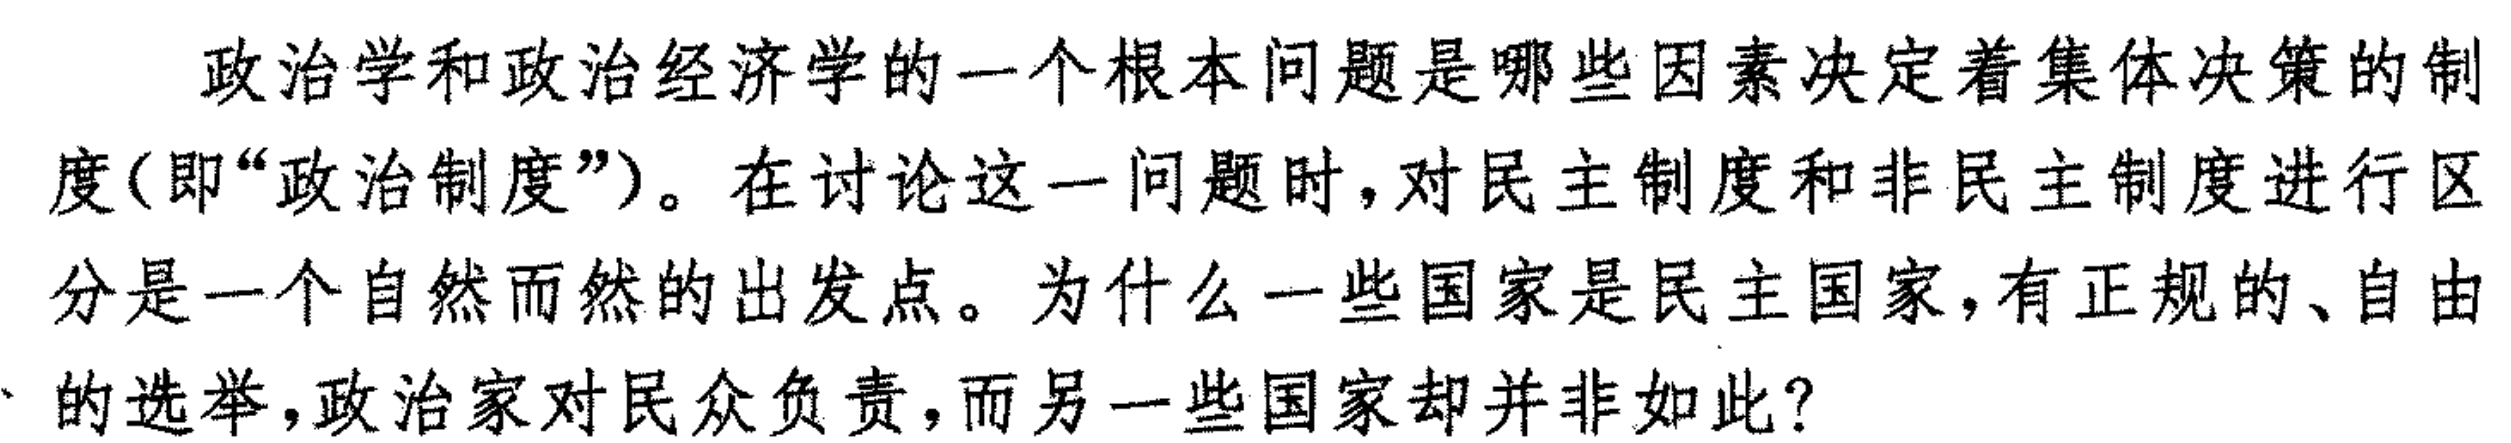 政治学和政治经济学的一个根本问题是哪些因素决定着集体决策的制
度(即“政治制度”)。在讨论这一问题时,对民主制度和非民主制度进行区
分是一个自然而然的出发点。为什么一些国家是民主国家,有正规的、自由
的选举,政治家对民众负责,而另一些国家却并非如此?